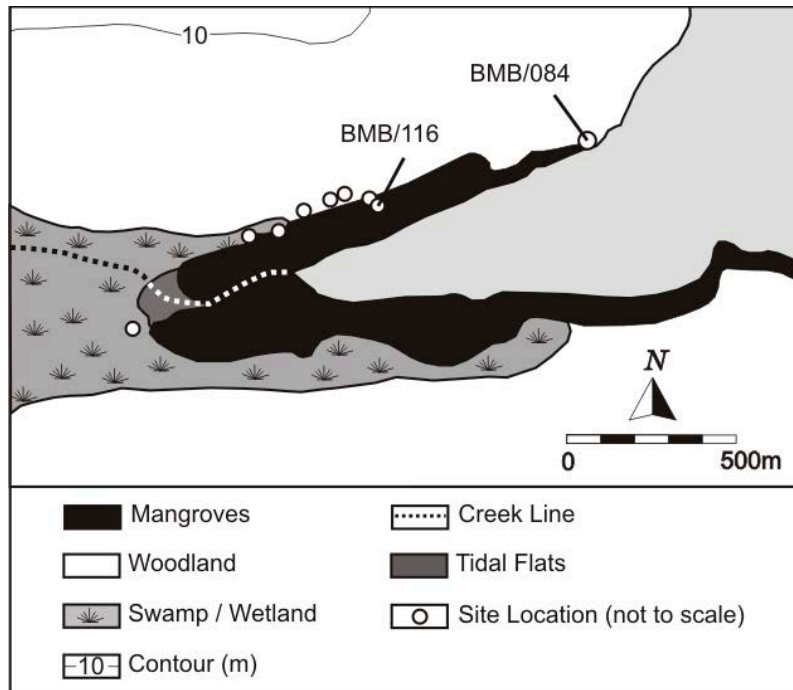 10
BMB/084
BMB/116
N
0 500m
Mangroves Creek Line
Woodland Tidal Flats
Swamp / Wetland Site Location (not to scale)
10 Contour (m)